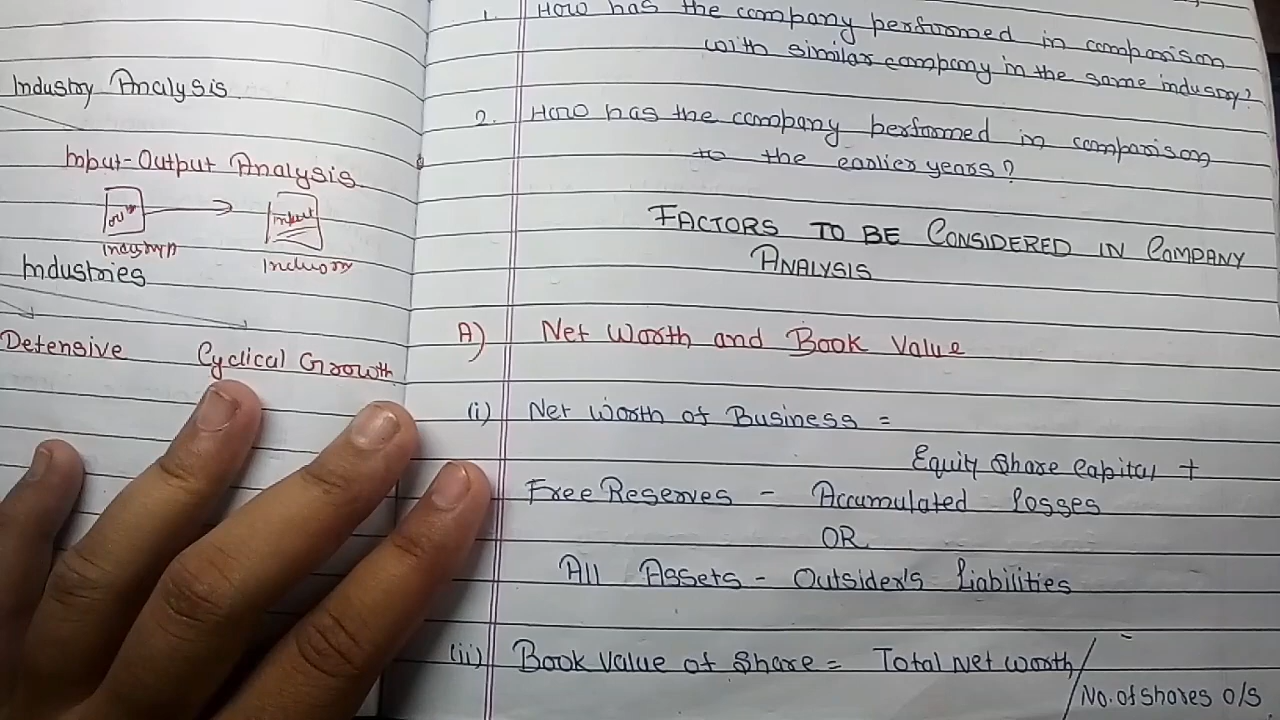 Industry Analysis
Input-Output Analysis
Input
Industry
Industries
Defensive Cyclical Growth
1. How has the company performed in comparison
with similar company in the same industry?
2. How has the company performed in comparison
to the earlier years?
FACTORS TO BE CONSIDERED IN COMPANY
ANALYSIS
A) Net Worth and Book Value
(i) Net Worth of Business =
Equity Share Capital +
Free Reserves - Accumulated Losses
OR
All Assets - Outsider's Liabilities
(ii) Book Value of Share = Total Net worth/
No. of shares O/S.